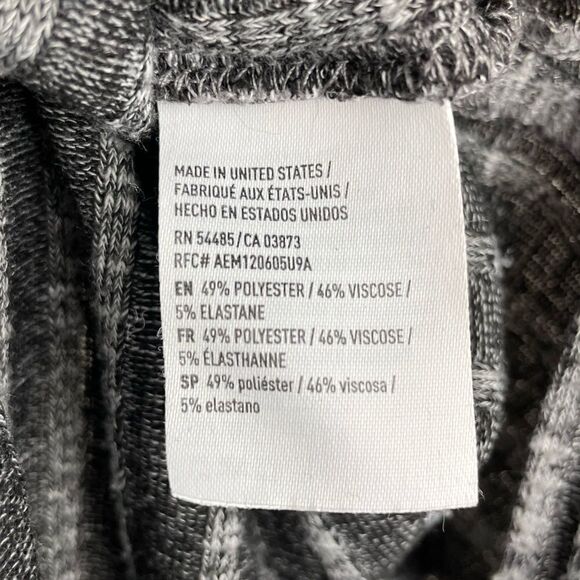 MADE IN UNITED STATES /
FABRIQUÉ AUX ÉTATS-UNIS /
HECHO EN ESTADOS UNIDOS
RN 54485/CA 03873
RFC# AEM120605U9A
EN 49% POLYESTER / 46% VISCOSE /
5% ELASTANE
FR 49% POLYESTER / 46% VISCOSE /
5% ÉLASTHANNE
SP 49% poliéster / 46% viscosa /
5% elastano